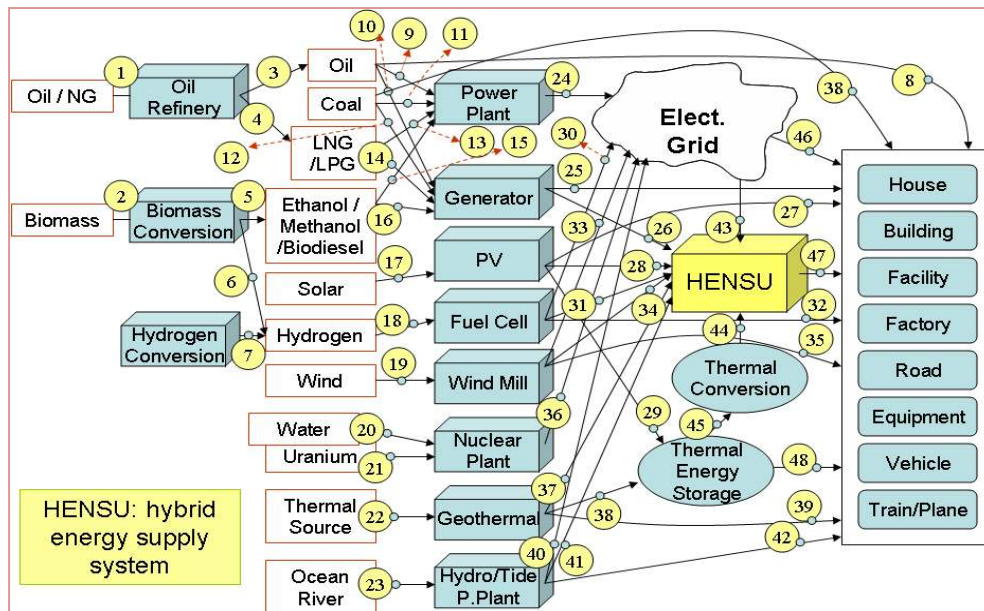 10
9
11
1
3
Oil
24
38
8
Oil / NG
Oil
Refinery
Coal
Power
Plant
Elect.
Grid
4
12
LNG
/LPG
14
13
15
30
46
House
2
5
Biomass
Biomass
Conversion
Ethanol /
Methanol
/Biodiesel
16
Generator
25
33
26
43
27
Building
17
Solar
PV
28
HENSU
47
Facility
6
31
34
32
Hydrogen
Conversion
7
Hydrogen
18
Fuel Cell
44
35
Factory
Wind
19
Wind Mill
Thermal
Conversion
Road
36
29
45
Equipment
Water
20
Uranium
21
Nuclear
Plant
Thermal
Energy
Storage
48
Vehicle
HENSU: hybrid
energy supply
system
Thermal
Source
22
37
Geothermal
38
39
Train/Plane
40
41
42
Ocean
River
23
Hydro/Tide
P.Plant